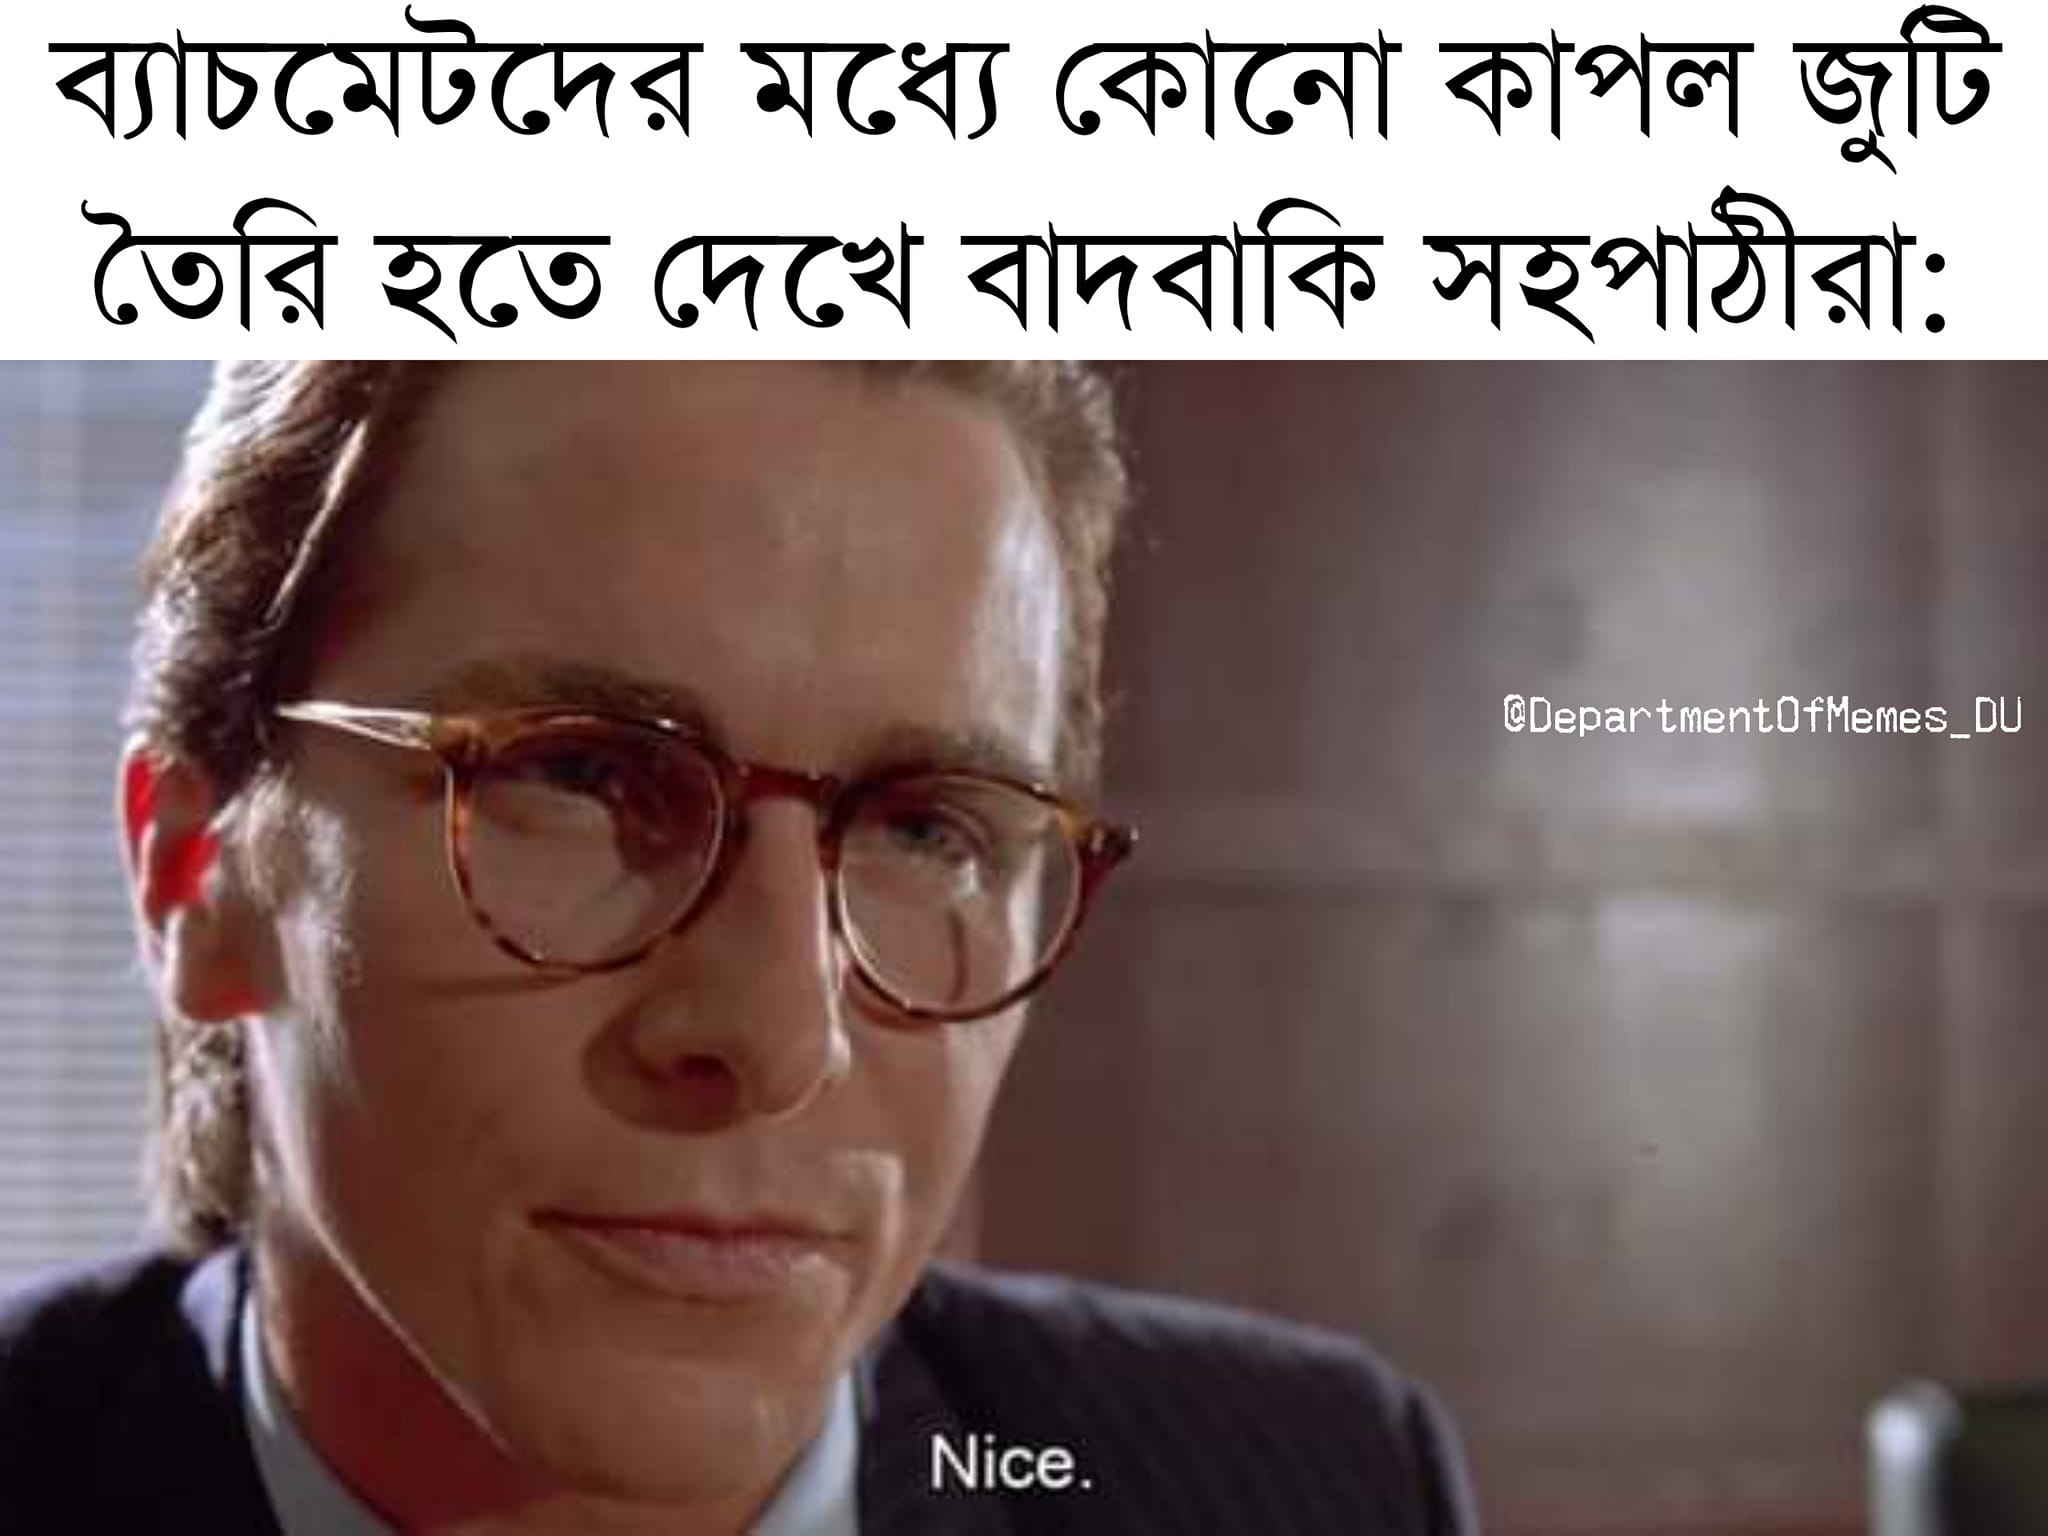 ব্যাচমেটদের মধ্যে কোনো কাপল জুটি
তৈরি হতে দেখে বাদবাকি সহপাঠীরা:
@DepartmentOfMemes_DU
Nice.